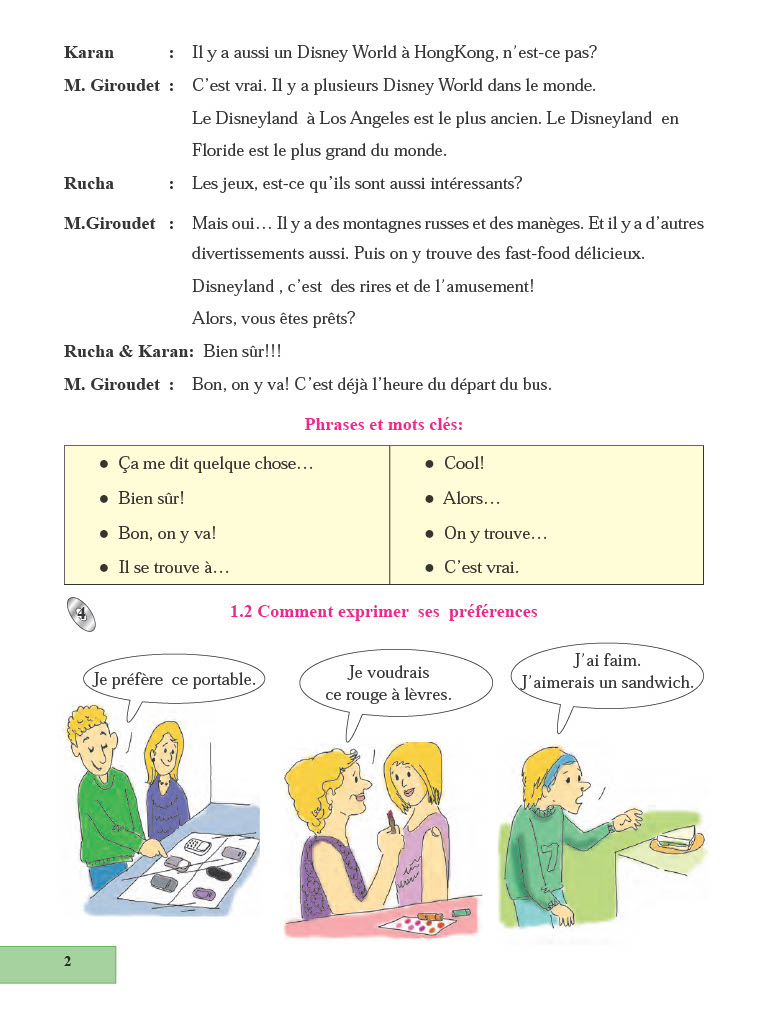 Karan : Il y a aussi un Disney World à HongKong, n'est-ce pas?
M. Giroudet : C'est vrai. Il y a plusieurs Disney World dans le monde.
Le Disneyland à Los Angeles est le plus ancien. Le Disneyland en
Floride est le plus grand du monde.
Rucha : Les jeux, est-ce qu'ils sont aussi intéressants?
M.Giroudet : Mais oui… Il y a des montagnes russes et des manèges. Et il y a d'autres
divertissements aussi. Puis on y trouve des fast-food délicieux.
Disneyland , c'est des rires et de l'amusement!
Alors, vous êtes prêts?
Rucha & Karan: Bien sûr!!!
M. Giroudet : Bon, on y va! C'est déjà l'heure du départ du bus.
Phrases et mots clés:
● Ça me dit quelque chose…
● Bien sûr!
● Bon, on y va!
● Il se trouve à…
● Cool!
● Alors…
● On y trouve…
● C'est vrai.
4
1.2 Comment exprimer ses préférences
Je préfère ce portable.
Je voudrais
ce rouge à lèvres.
J'ai faim.
J'aimerais un sandwich.
7
2